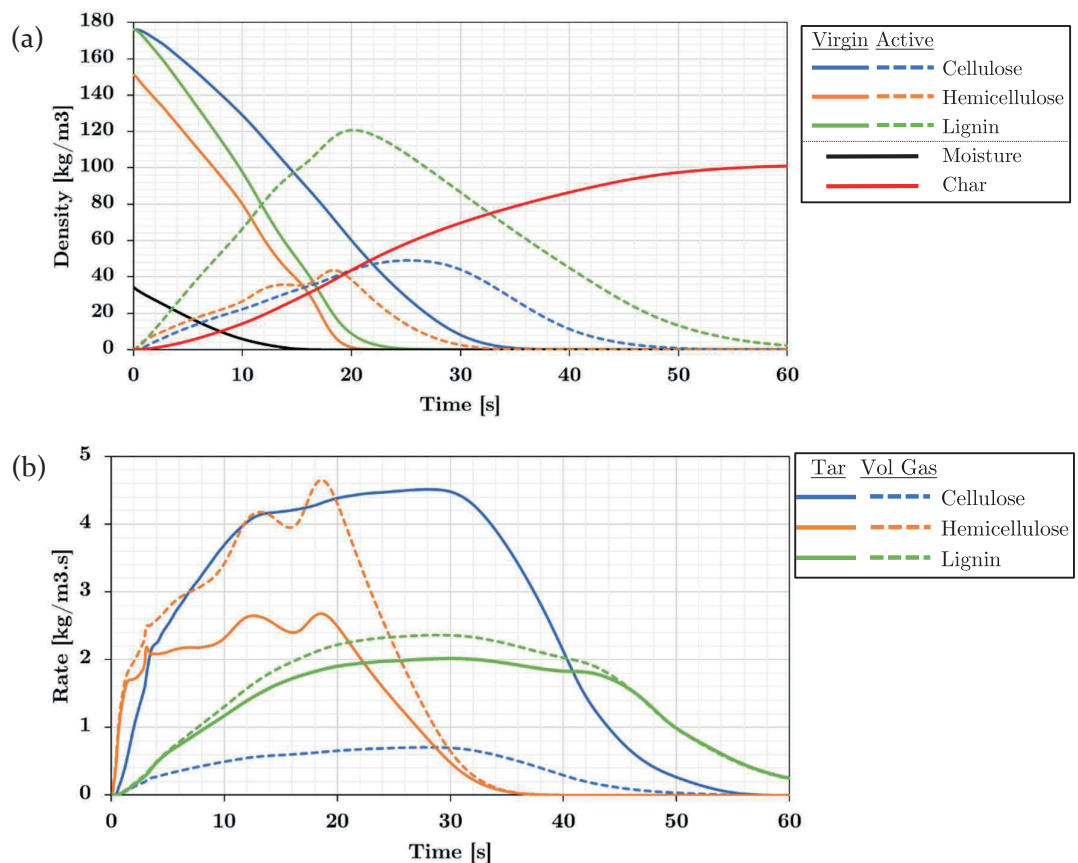 (a)
Density [kg/m3]
180
160
140
120
100
80
60
40
20
0
0 10 20 30 40 50 60
Time [s]
Virgin Active
Cellulose
Hemicellulose
Lignin
Moisture
Char
(b)
Rate [kg/m3.s]
5
4
3
2
1
0
0 10 20 30 40 50 60
Time [s]
Tar Vol Gas
Cellulose
Hemicellulose
Lignin